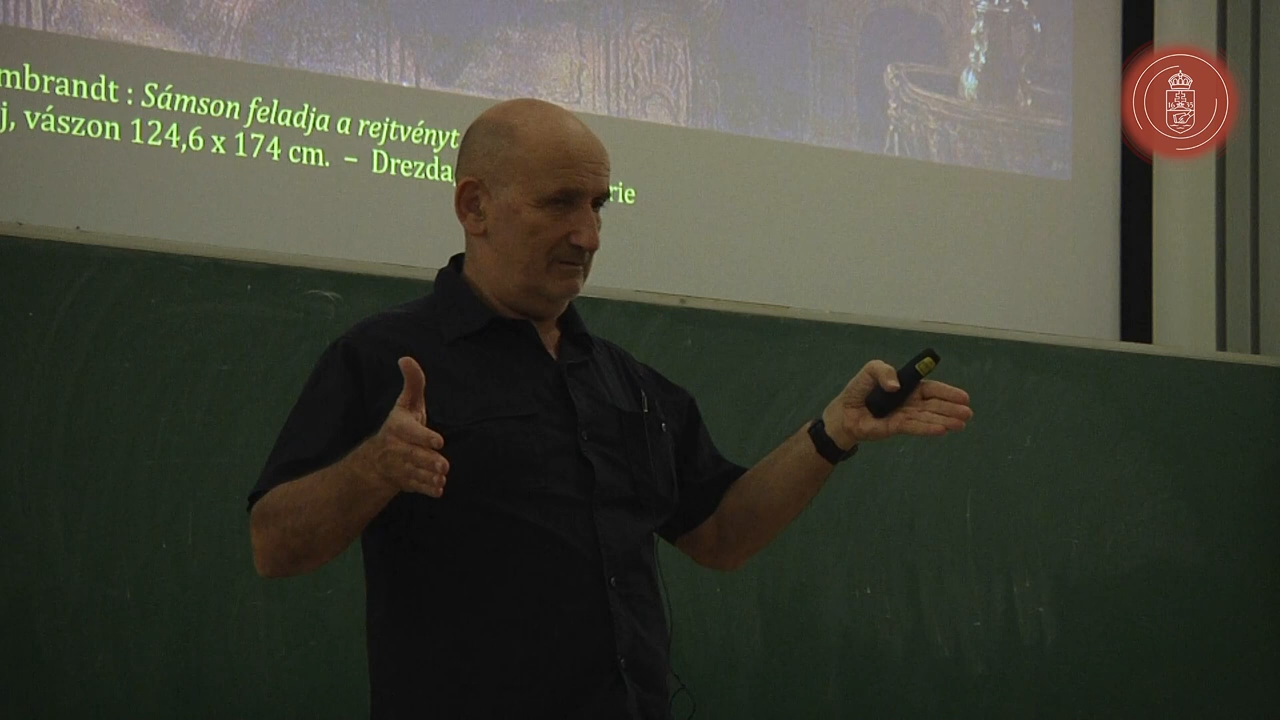 mbrandt : Sámson feladja a rejtvényt
j, vászon 124,6 x 174 cm. – Drezda,
rie